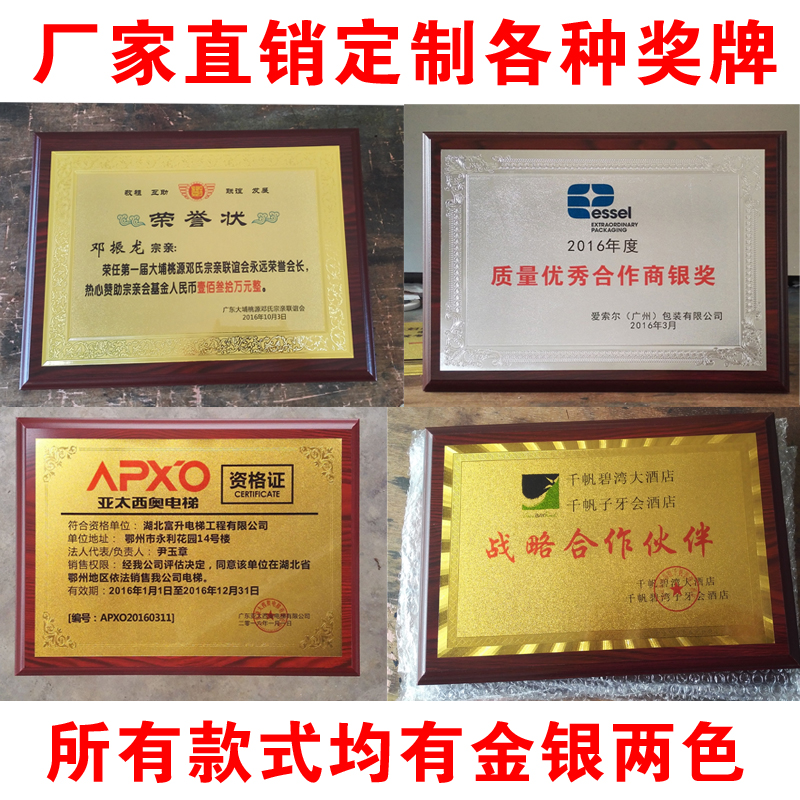 厂家直销定制各种奖牌
敦穆 互助 联谊 发展
荣誉状
邓振龙宗亲:
荣任第一届大埔桃源邓氏宗亲联谊会永远荣誉会长,
热心赞助宗亲会基金人民币壹佰叁拾万元整。
广东大埔桃源邓氏宗亲联谊会
2016年10月3日
essel
EXTRAORDINARY
PACKAGING
2016年度
质量优秀合作商银奖
爱索尔(广州)包装有限公司
2016年3月
APXO
亚太西奥电梯
资格证
CERTIFICATE
符合资格单位:湖北富升电梯工程有限公司
单位地址: 鄂州市永利花园14号楼
法人代表/负责人:尹玉章
销售权限:经我公司评估决定,同意该单位在湖北省
鄂州地区依法销售我公司电梯。
有效期:2016年1月1日至2016年12月31日
[编号:APXO20160311]
二零一六年一月一日
千帆碧湾大酒店
千帆子牙会酒店
战略合作伙伴
千帆碧湾大酒店
千帆碧湾子牙会酒店
所有款式均有金银两色